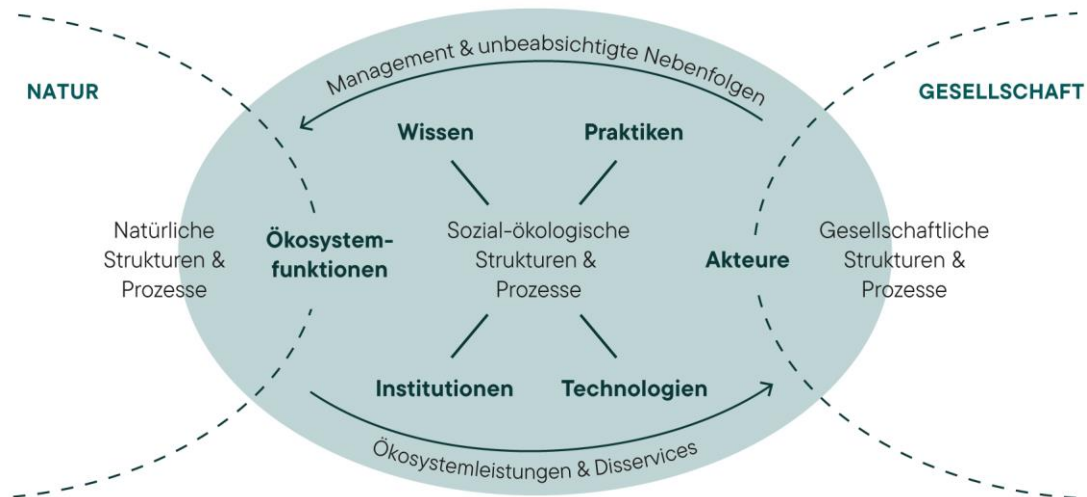 Management & unbeabsichtigte Nebenfolgen
NATUR
GESELLSCHAFT
Wissen
Praktiken
Natürliche
Strukturen &
Prozesse
Ökosystem-
funktionen
Sozial-ökologische
Strukturen &
Prozesse
Akteure
Gesellschaftliche
Strukturen &
Prozesse
Institutionen
Technologien
Ökosystemleistungen & Disservices